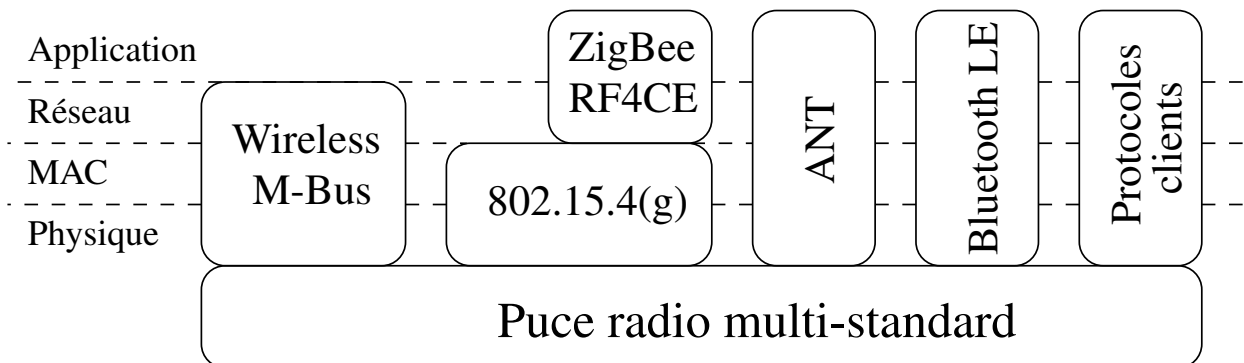 Application
Réseau
MAC
Physique
Wireless
M-Bus
ZigBee
RF4CE
802.15.4(g)
ANT
Bluetooth LE
Protocoles
clients
Puce radio multi-standard